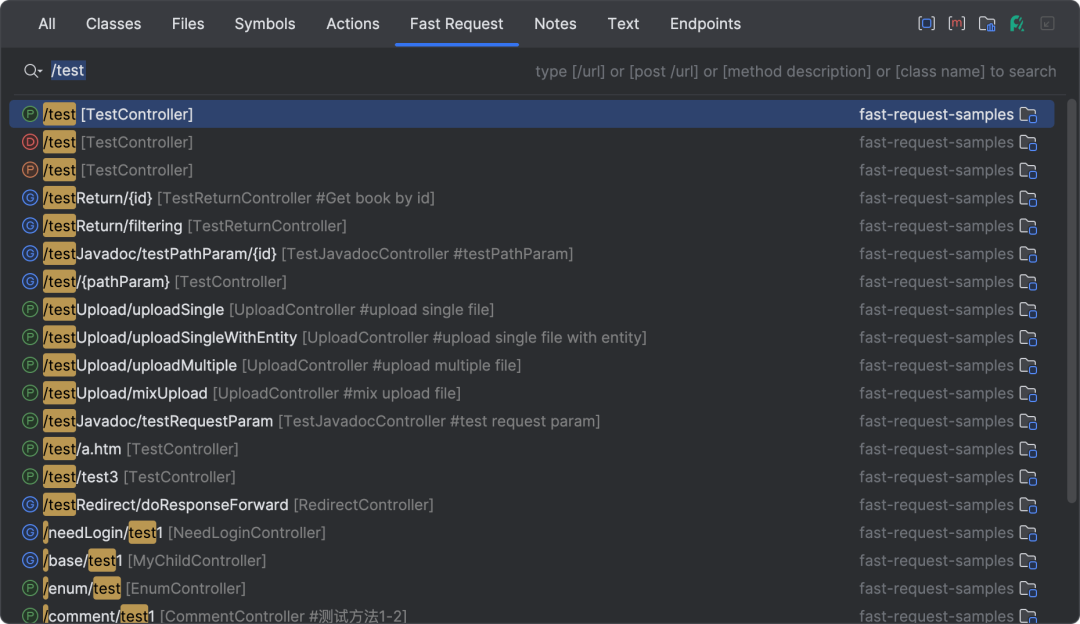 All Classes Files Symbols Actions Fast Request Notes Text Endpoints
/test type [/url] or [post /url] or [method description] or [class name] to search
P /test [TestController] fast-request-samples
D /test [TestController] fast-request-samples
P /test [TestController] fast-request-samples
G /testReturn/{id} [TestReturnController #Get book by id] fast-request-samples
G /testReturn/filtering [TestReturnController] fast-request-samples
G /testJavadoc/testPathParam/{id} [TestJavadocController #testPathParam] fast-request-samples
G /test/{pathParam} [TestController] fast-request-samples
P /testUpload/uploadSingle [UploadController #upload single file] fast-request-samples
P /testUpload/uploadSingleWithEntity [UploadController #upload single file with entity] fast-request-samples
P /testUpload/uploadMultiple [UploadController #upload multiple file] fast-request-samples
P /testUpload/mixUpload [UploadController #mix upload file] fast-request-samples
P /testJavadoc/testRequestParam [TestJavadocController #test request param] fast-request-samples
P /test/a.htm [TestController] fast-request-samples
P /test/test3 [TestController] fast-request-samples
G /testRedirect/doResponseForward [RedirectController] fast-request-samples
G /needLogin/test1 [NeedLoginController] fast-request-samples
G /base/test1 [MyChildController] fast-request-samples
P /enum/test [EnumController] fast-request-samples
P /comment/test1 [CommentController #测试方法1-2] fast-request-samples